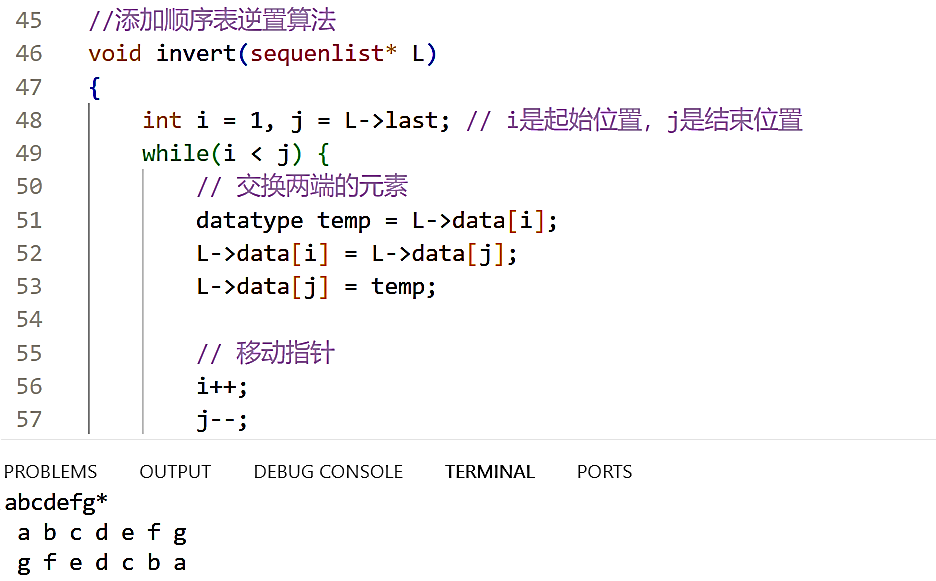 45 //添加顺序表逆置算法
46 void invert(sequenlist* L)
47 {
48 int i = 1, j = L->last; // i是起始位置，j是结束位置
49 while(i < j) {
50 // 交换两端的元素
51 datatype temp = L->data[i];
52 L->data[i] = L->data[j];
53 L->data[j] = temp;
54
55 // 移动指针
56 i++;
57 j--;
PROBLEMS OUTPUT DEBUG CONSOLE TERMINAL PORTS
abcdefg*
a b c d e f g
g f e d c b a